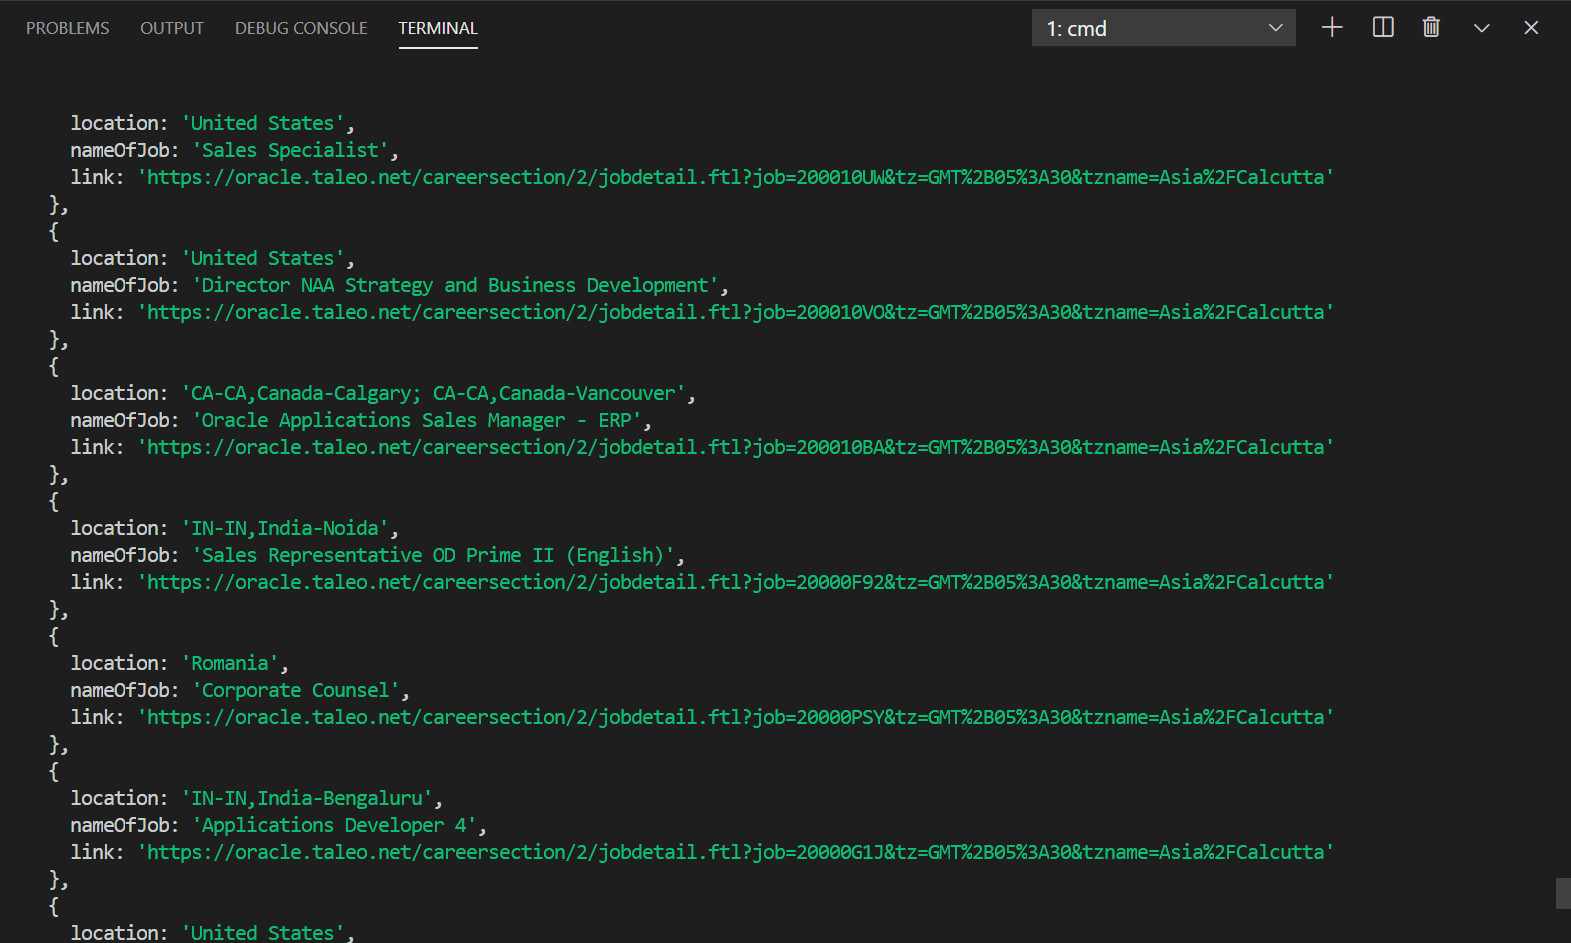 PROBLEMS OUTPUT DEBUG CONSOLE TERMINAL 1: cmd
location: 'United States',
nameOfJob: 'Sales Specialist',
link: 'https://oracle.taleo.net/careersection/2/jobdetail.ftl?job=200010UW&tz=GMT%2B05%3A30&tzname=Asia%2FCalcutta'
},
{
location: 'United States',
nameOfJob: 'Director NAA Strategy and Business Development',
link: 'https://oracle.taleo.net/careersection/2/jobdetail.ftl?job=200010VO&tz=GMT%2B05%3A30&tzname=Asia%2FCalcutta'
},
{
location: 'CA-CA,Canada-Calgary; CA-CA,Canada-Vancouver',
nameOfJob: 'Oracle Applications Sales Manager - ERP',
link: 'https://oracle.taleo.net/careersection/2/jobdetail.ftl?job=200010BA&tz=GMT%2B05%3A30&tzname=Asia%2FCalcutta'
},
{
location: 'IN-IN,India-Noida',
nameOfJob: 'Sales Representative OD Prime II (English)',
link: 'https://oracle.taleo.net/careersection/2/jobdetail.ftl?job=20000F92&tz=GMT%2B05%3A30&tzname=Asia%2FCalcutta'
},
{
location: 'Romania',
nameOfJob: 'Corporate Counsel',
link: 'https://oracle.taleo.net/careersection/2/jobdetail.ftl?job=20000PSY&tz=GMT%2B05%3A30&tzname=Asia%2FCalcutta'
},
{
location: 'IN-IN,India-Bengaluru',
nameOfJob: 'Applications Developer 4',
link: 'https://oracle.taleo.net/careersection/2/jobdetail.ftl?job=20000G1J&tz=GMT%2B05%3A30&tzname=Asia%2FCalcutta'
},
{
location: 'United States',